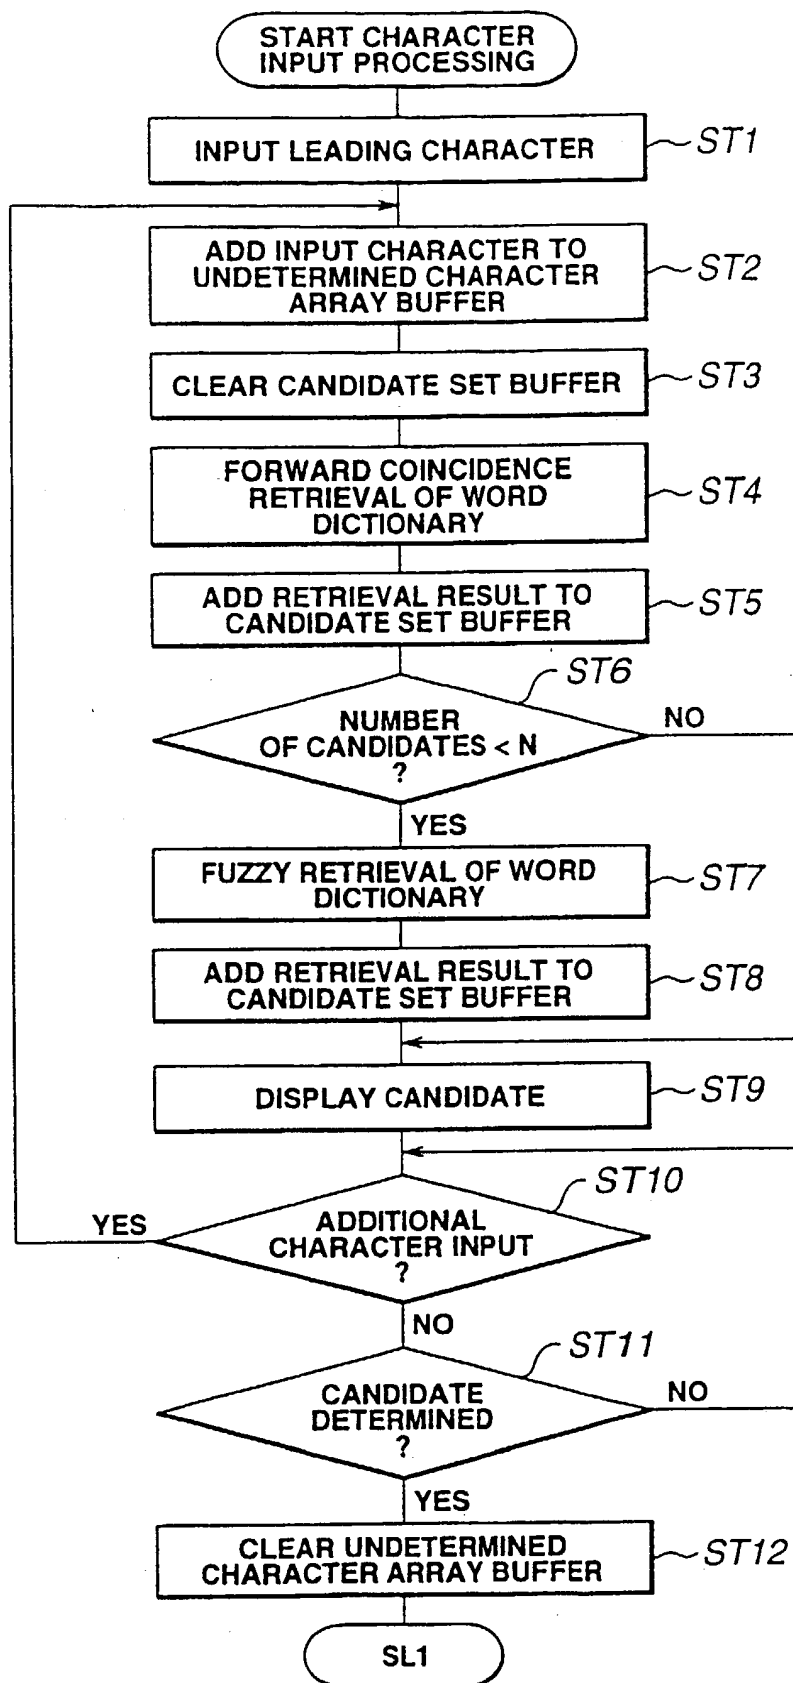 START CHARACTER
INPUT PROCESSING
INPUT LEADING CHARACTER
ST1
ADD INPUT CHARACTER TO
UNDETERMINED CHARACTER
ARRAY BUFFER
ST2
CLEAR CANDIDATE SET BUFFER
ST3
FORWARD COINCIDENCE
RETRIEVAL OF WORD
DICTIONARY
ST4
ADD RETRIEVAL RESULT TO
CANDIDATE SET BUFFER
ST5
ST6
NUMBER
OF CANDIDATES < N
?
NO
YES
FUZZY RETRIEVAL OF WORD
DICTIONARY
ST7
ADD RETRIEVAL RESULT TO
CANDIDATE SET BUFFER
ST8
DISPLAY CANDIDATE
ST9
ST10
YES
ADDITIONAL
CHARACTER INPUT
?
NO
ST11
CANDIDATE
DETERMINED
?
NO
YES
CLEAR UNDETERMINED
CHARACTER ARRAY BUFFER
ST12
SL1